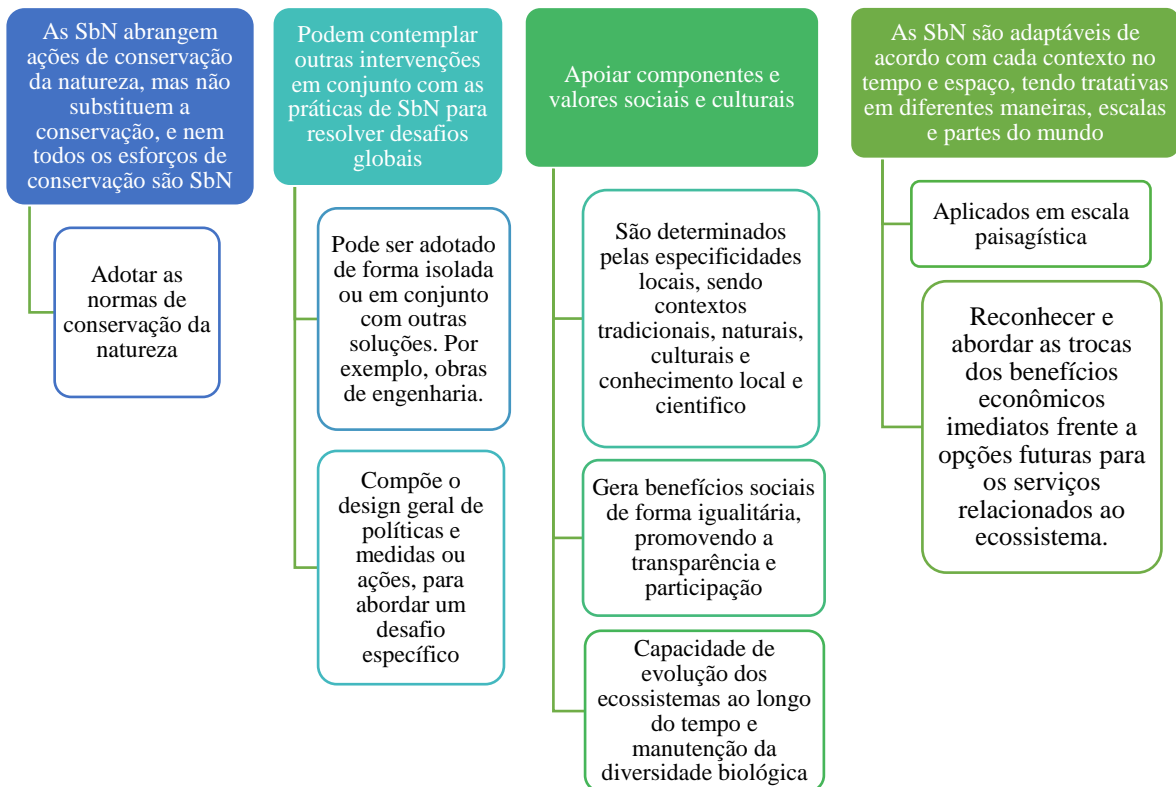 As SbN abrangem
ações de conservação
da natureza, mas não
substituem a
conservação, e nem
todos os esforços de
conservação são SbN
Adotar as
normas de
conservação da
natureza
Podem contemplar
outras intervenções
em conjunto com as
práticas de SbN para
resolver desafios
globais
Pode ser adotado
de forma isolada
ou em conjunto
com outras
soluções. Por
exemplo, obras
de engenharia.
Compõe o
design geral de
políticas e
medidas ou
ações, para
abordar um
desafio
específico
Apoiar componentes e
valores sociais e culturais
São determinados
pelas especificidades
locais, sendo
contextos
tradicionais, naturais,
culturais e
conhecimento local e
cientifico
Gera benefícios sociais
de forma igualitária,
promovendo a
transparência e
participação
Capacidade de
evolução dos
ecossistemas ao longo
do tempo e
manutenção da
diversidade biológica
As SbN são adaptáveis de
acordo com cada contexto no
tempo e espaço, tendo tratativas
em diferentes maneiras, escalas
e partes do mundo
Aplicados em escala
paisagística
Reconhecer e
abordar as trocas
dos benefícios
econômicos
imediatos frente a
opções futuras para
os serviços
relacionados ao
ecossistema.